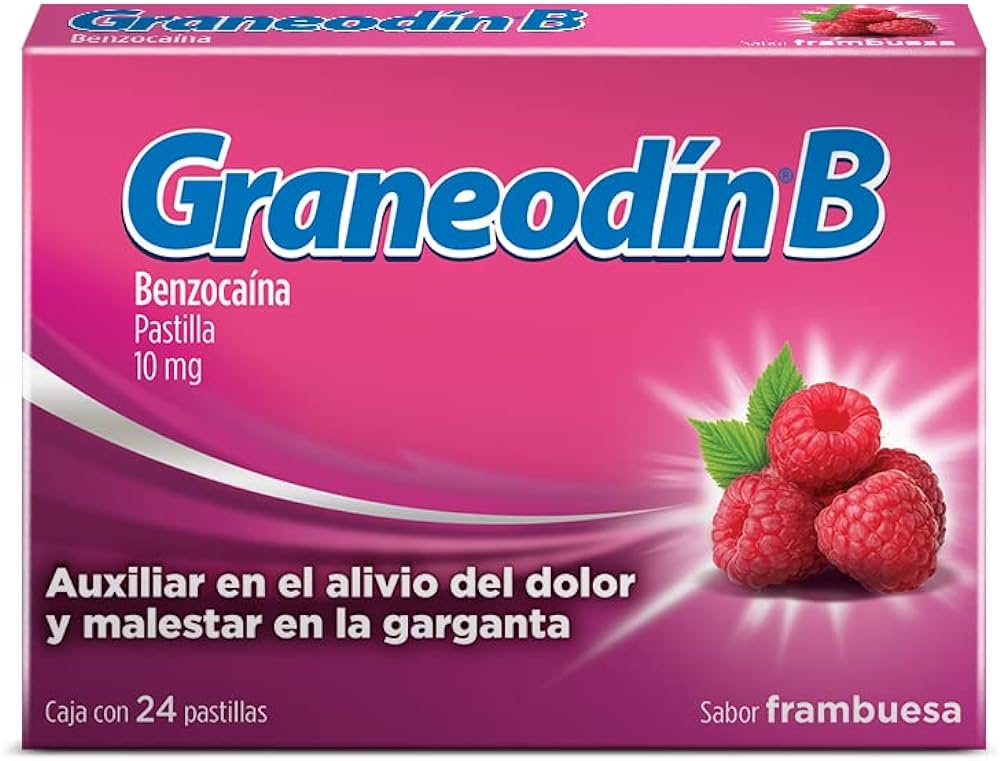 Graneodín B
Benzocaína
Sabor frambuesa
Graneodín® B
Benzocaína
Pastilla
10 mg
Auxiliar en el alivio del dolor
y malestar en la garganta
Caja con 24 pastillas
Sabor frambuesa